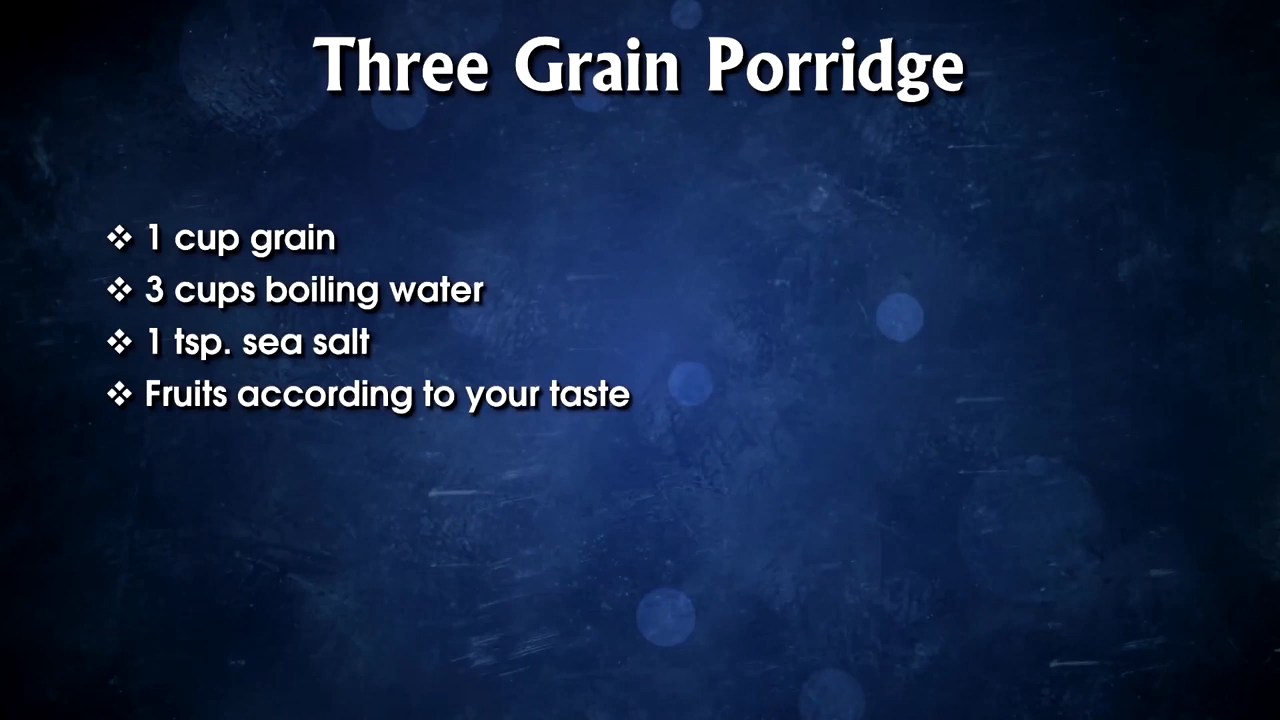 Three Grain Porridge
❖ 1 cup grain
❖ 3 cups boiling water
❖ 1 tsp. sea salt
❖ Fruits according to your taste